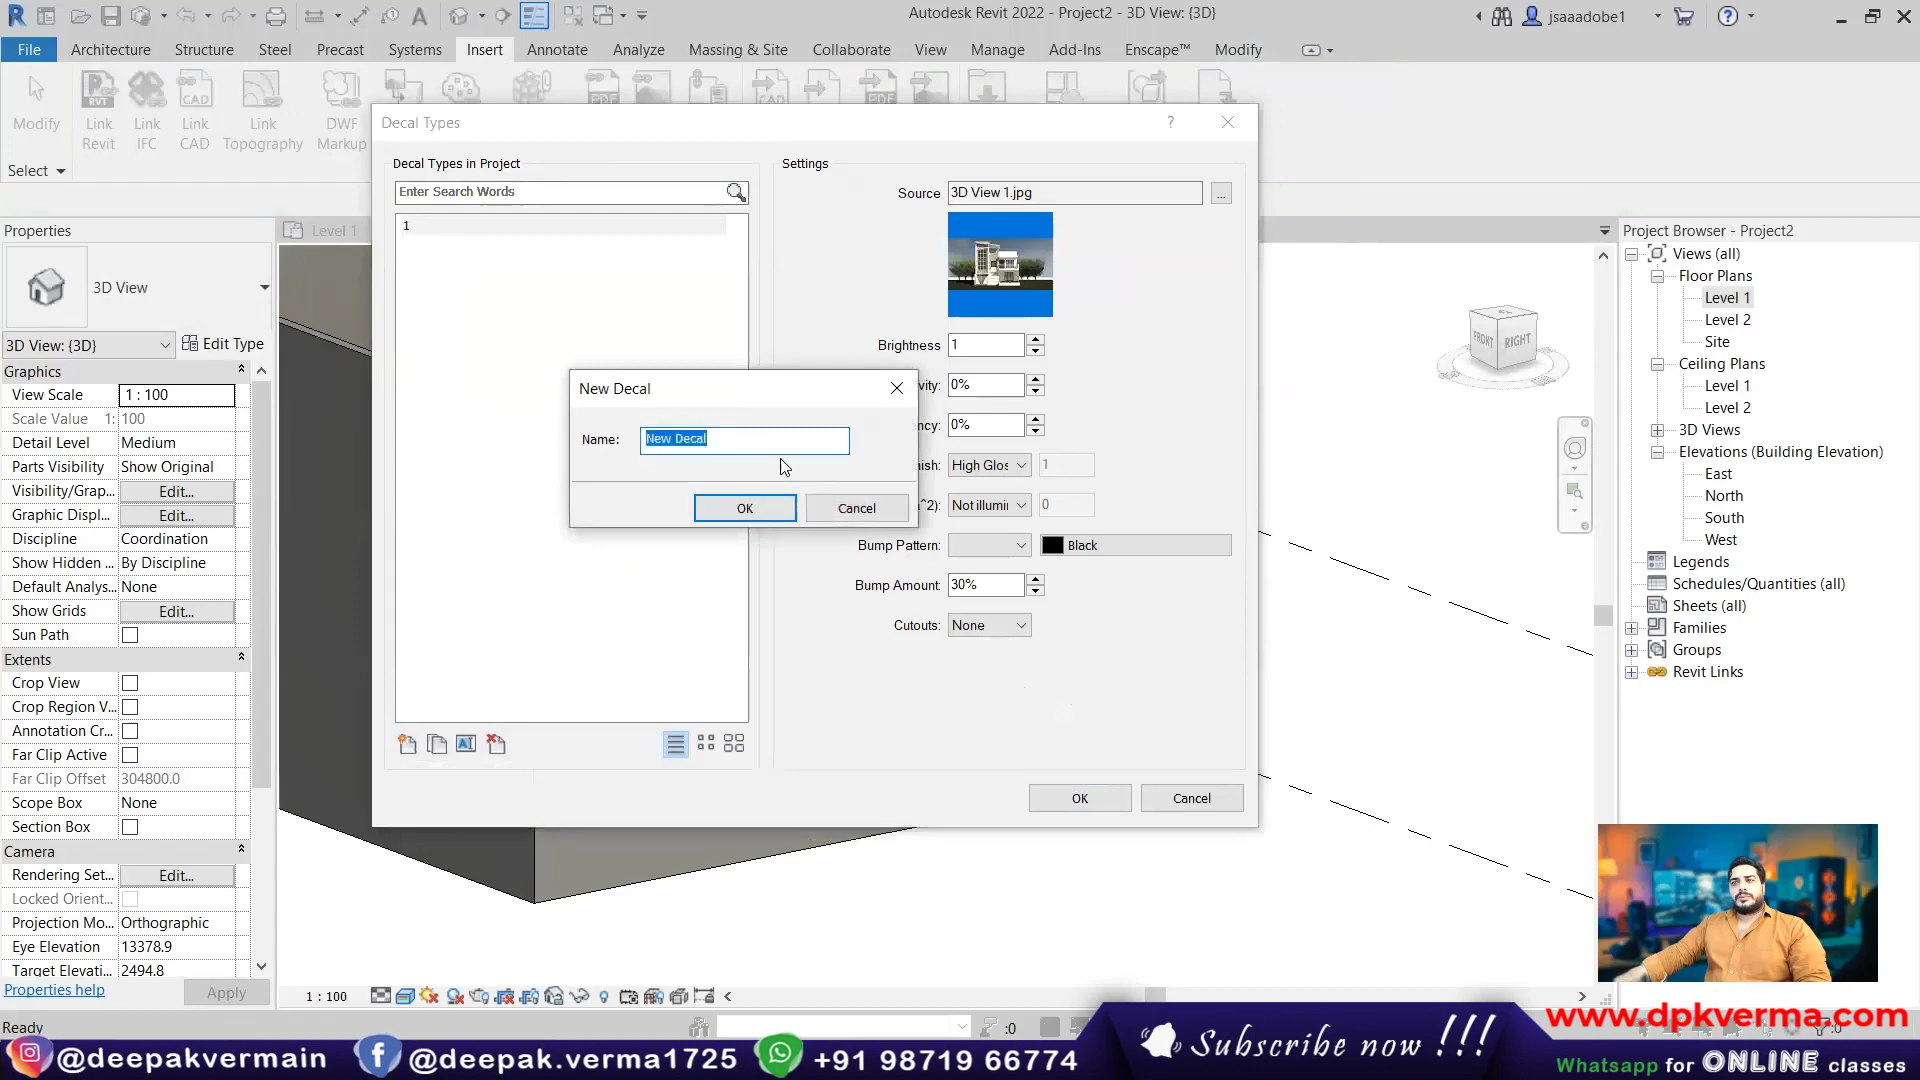 Autodesk Revit 2022 - Project2 - 3D View: {3D}
jsaaadobe1
File
Architecture
Structure
Steel
Precast
Systems
Insert
Annotate
Analyze
Massing & Site
Collaborate
View
Manage
Add-Ins
Enscape™
Modify
Modify
Link Revit
Link IFC
Link CAD
Link Topography
DWF Markup
Select
Properties
3D View
3D View: {3D}
Edit Type
Graphics
View Scale 1 : 100
Scale Value 1: 100
Detail Level Medium
Parts Visibility Show Original
Visibility/Grap... Edit...
Graphic Displ... Edit...
Discipline Coordination
Show Hidden ... By Discipline
Default Analys... None
Show Grids Edit...
Sun Path
Extents
Crop View
Crop Region V...
Annotation Cr...
Far Clip Active
Far Clip Offset 304800.0
Scope Box None
Section Box
Camera
Rendering Set... Edit...
Locked Orient...
Projection Mo... Orthographic
Eye Elevation 13378.9
Target Elevati... 2494.8
Properties help
Apply
Ready
Level 1
Decal Types
?
Decal Types in Project
Enter Search Words
1
Settings
Source 3D View 1.jpg
...
Brightness 1
vity: 0%
ncy: 0%
ish: High Glos 1
^2): Not illumi 0
Bump Pattern: Black
Bump Amount: 30%
Cutouts: None
OK
Cancel
New Decal
Name: New Decal
OK
Cancel
FRONT
RIGHT
Project Browser - Project2
Views (all)
Floor Plans
Level 1
Level 2
Site
Ceiling Plans
Level 1
Level 2
3D Views
Elevations (Building Elevation)
East
North
South
West
Legends
Schedules/Quantities (all)
Sheets (all)
Families
Groups
Revit Links
1 : 100
:0
:0
@deepakvermain
@deepak.verma1725
+91 98719 66774
Subscribe now !!!
www.dpkverma.com
Whatsapp for ONLINE classes